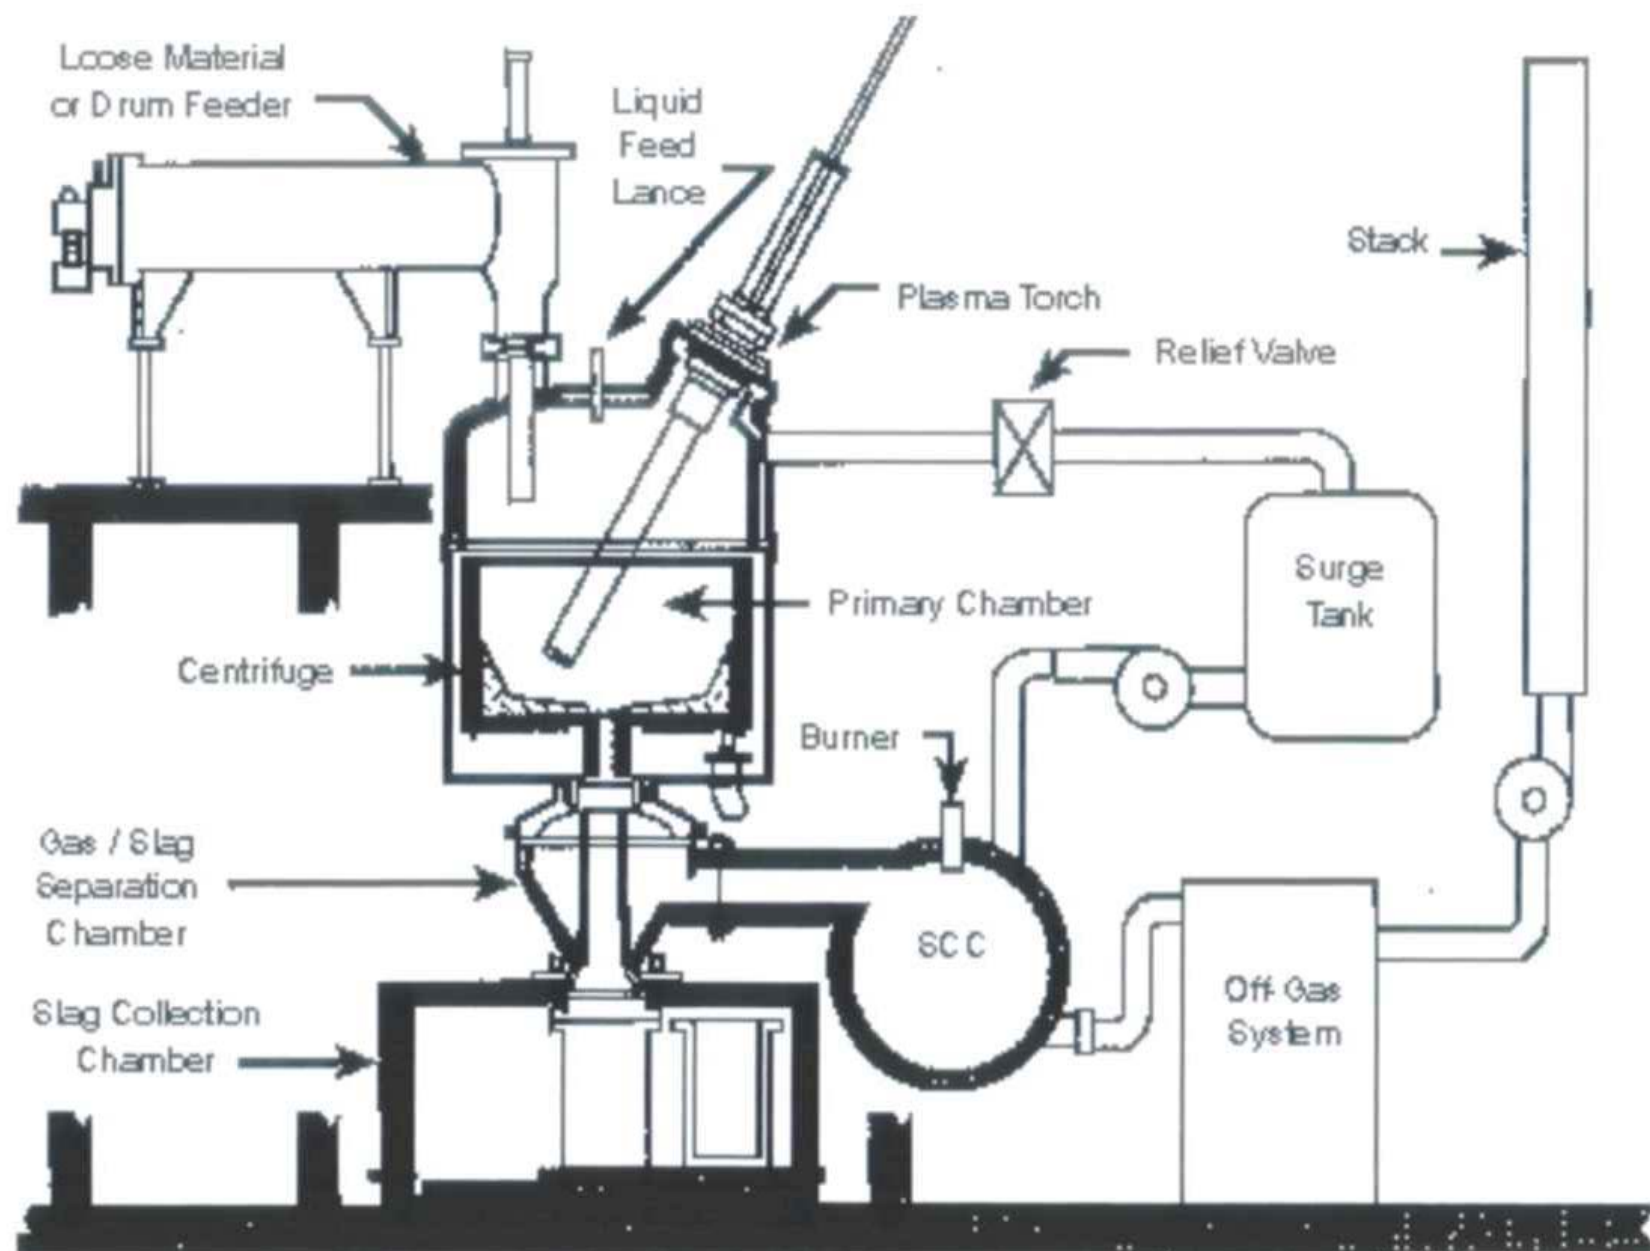 Loose Material
or Drum Feeder
Liquid
Feed
Lance
Stack
Plasma Torch
Relief Valve
Surge
Tank
Primary Chamber
Centrifuge
Burner
Gas / Slag
Separation
Chamber
SCC
Off-Gas
System
Slag Collection
Chamber